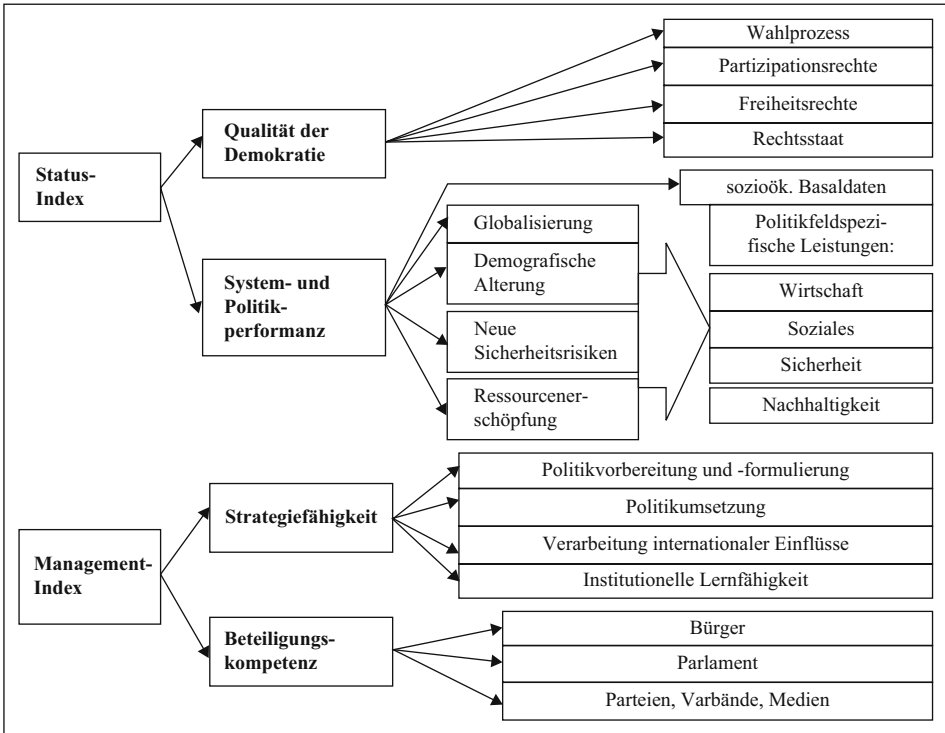 Status-
Index
Qualität der
Demokratie
Wahlprozess
Partizipationsrechte
Freiheitsrechte
Rechtsstaat
System- und
Politik-
performanz
Globalisierung
Demografische
Alterung
Neue
Sicherheitsrisiken
Ressourcener-
schöpfung
sozioök. Basaldaten
Politikfeldspezi-
fische Leistungen:
Wirtschaft
Soziales
Sicherheit
Nachhaltigkeit
Management-
Index
Strategiefähigkeit
Politikvorbereitung und -formulierung
Politikumsetzung
Verarbeitung internationaler Einflüsse
Institutionelle Lernfähigkeit
Beteiligungs-
kompetenz
Bürger
Parlament
Parteien, Varbände, Medien